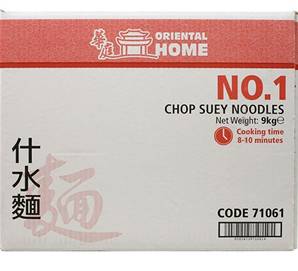 華庭 ORIENTAL
HOME
NO.1
CHOP SUEY NOODLES
Net Weight: 9kg℮
Cooking time
8-10 minutes
什水麵
麵
CODE 71061